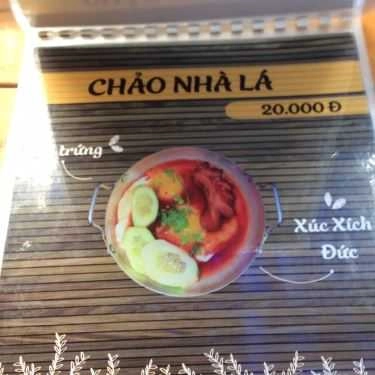 CHẢO NHÀ LÁ
20.000 Đ
trứng
Xúc Xích
Đức